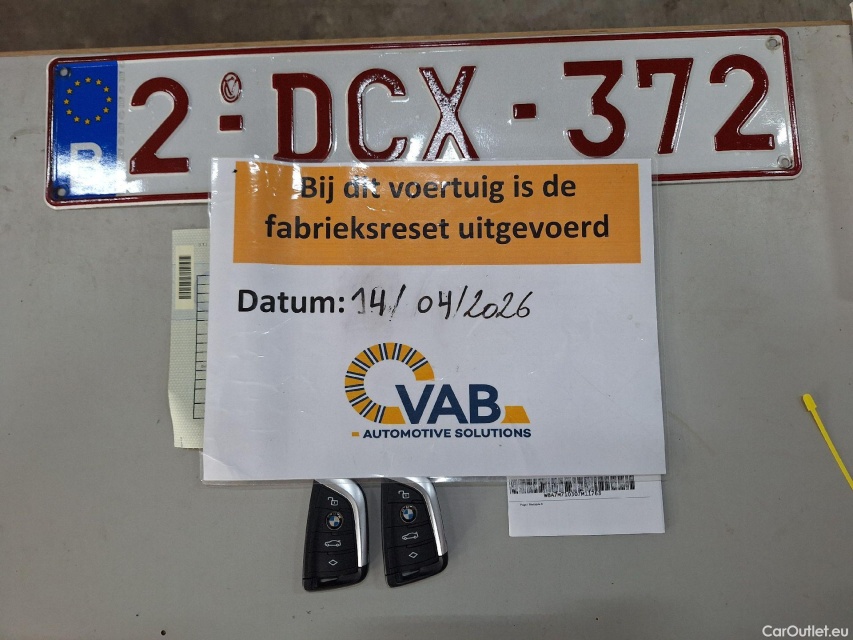 B 2-DCX-372
Bij dit voertuig is de
fabrieksreset uitgevoerd
Datum: 14/04/2026
VAB
AUTOMOTIVE SOLUTIONS
CarOutlet.eu